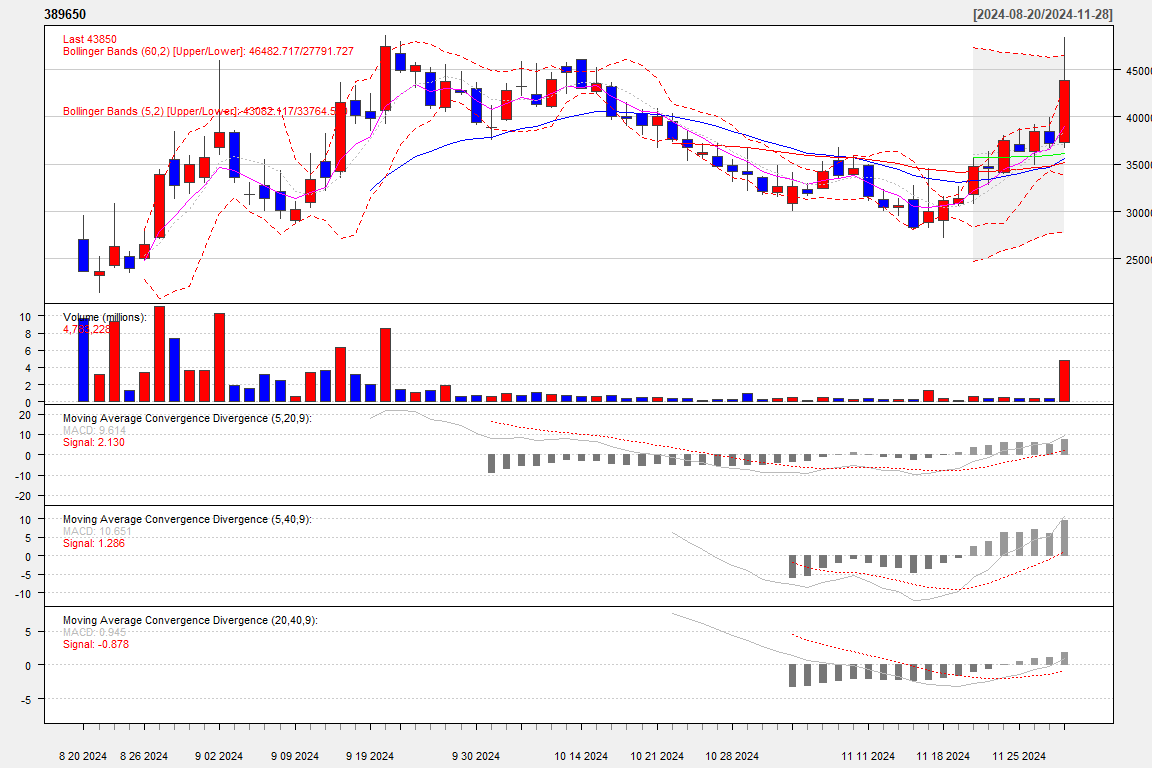 389650 [2024-08-20/2024-11-28]
Last 43850
Bollinger Bands (60,2) [Upper/Lower]: 46482.717/27791.727
Bollinger Bands (5,2) [Upper/Lower]: 43082.417/33764.5
45000
40000
35000
30000
25000
Volume (millions):
10
8
6
4
2
0
Moving Average Convergence Divergence (5,20,9):
MACD: 9.614
Signal: 2.130
20
10
0
-10
-20
Moving Average Convergence Divergence (5,40,9):
MACD: 10.651
Signal: 1.286
10
5
0
-5
-10
Moving Average Convergence Divergence (20,40,9):
MACD: 0.945
Signal: -0.878
5
0
-5
8 20 2024 8 26 2024 9 02 2024 9 09 2024 9 19 2024 9 30 2024 10 14 2024 10 21 2024 10 28 2024 11 11 2024 11 18 2024 11 25 2024